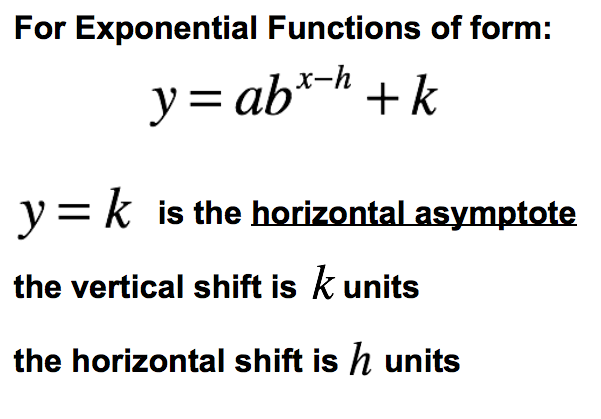 For Exponential Functions of form:
y = ab^{x−h} + k
y = k is the horizontal asymptote
the vertical shift is k units
the horizontal shift is h units